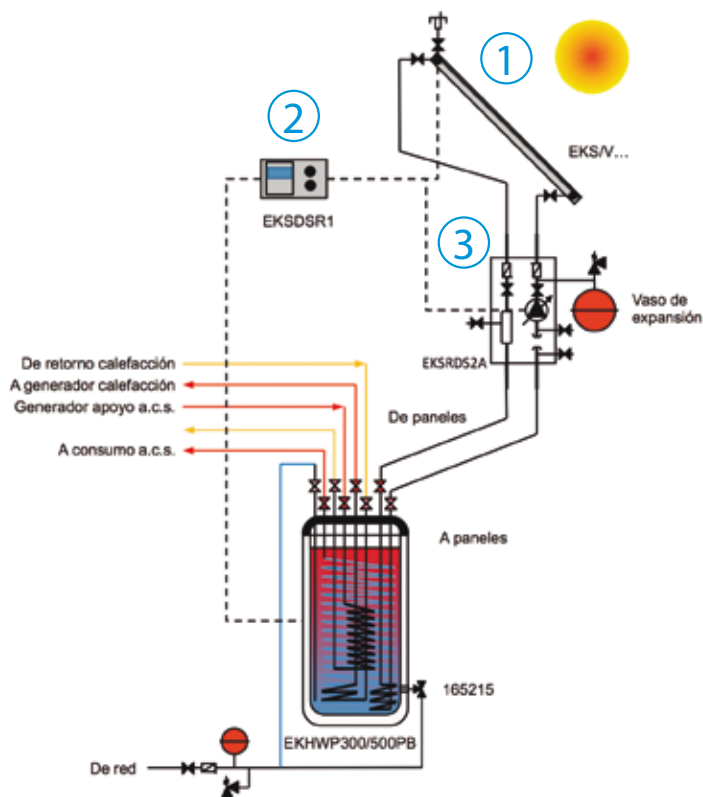 1
2
EKS/V...
EKSDSR1
3
Vaso de
expansión
EKSRDS2A
De retorno calefacción
A generador calefacción
Generador apoyo a.c.s.
De paneles
A consumo a.c.s.
A paneles
165215
EKHWP300/500PB
De red